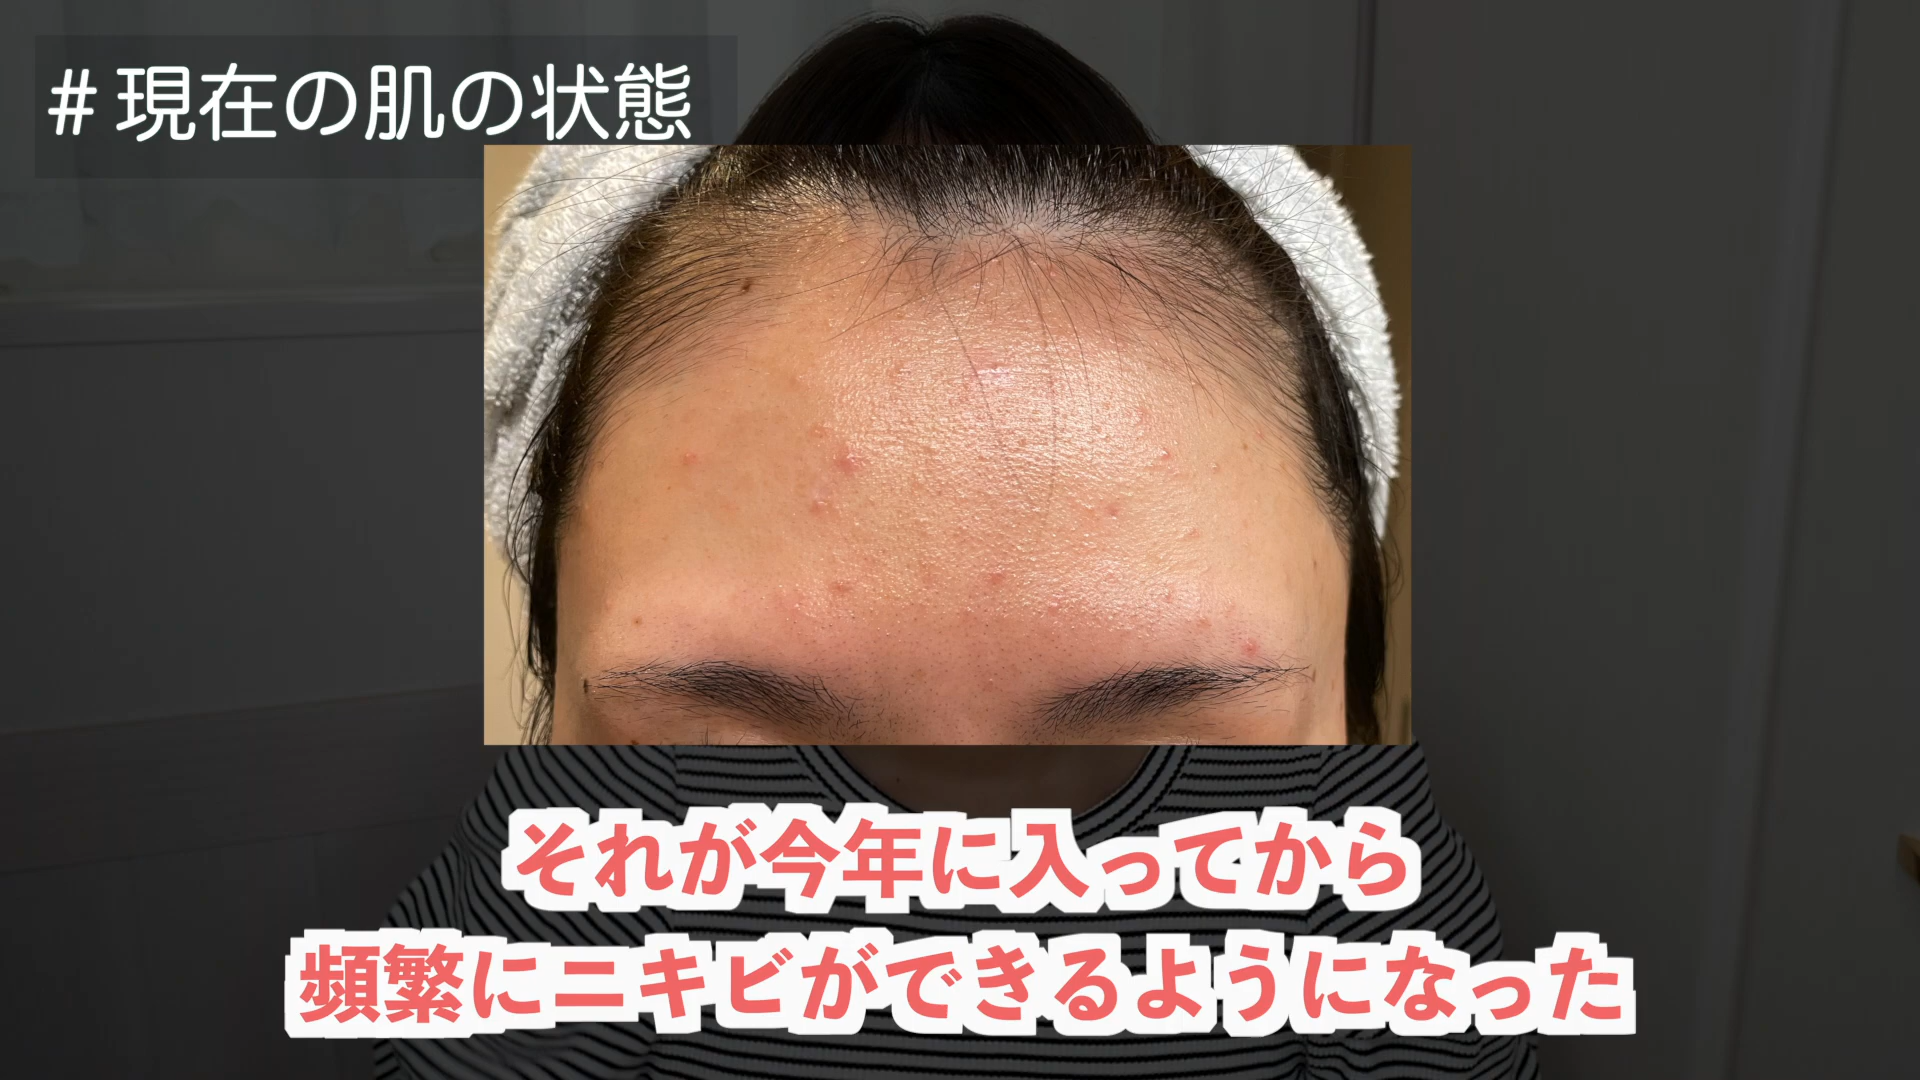 #現在の肌の状態
それが今年に入ってから
頻繁にニキビができるようになった